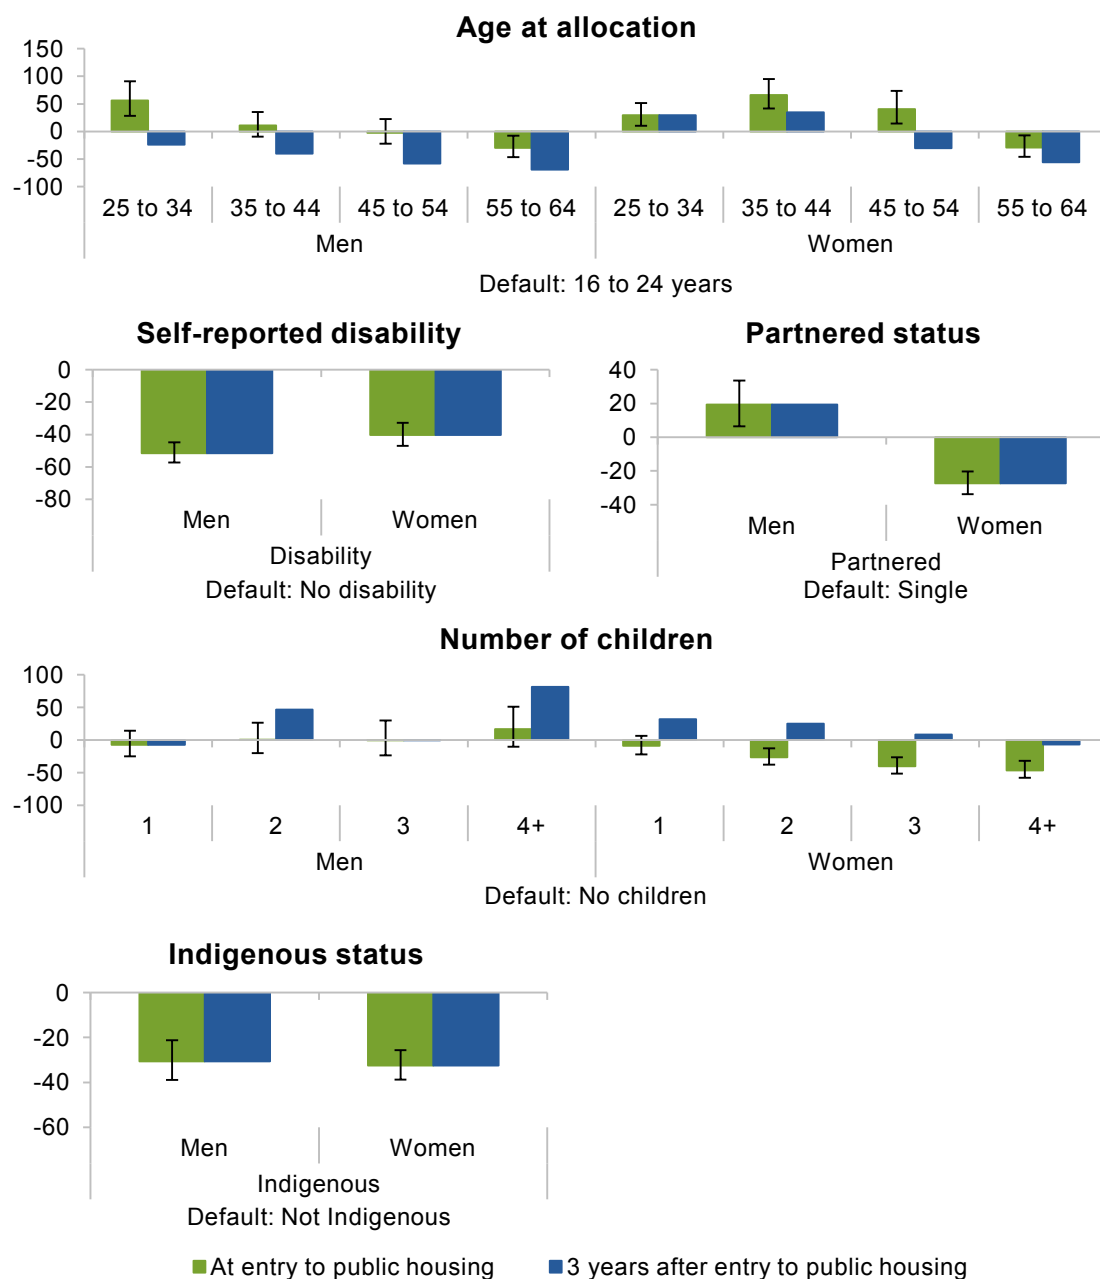 Age at allocation
150
100
50
0
-50
-100
25 to 34 35 to 44 45 to 54 55 to 64 25 to 34 35 to 44 45 to 54 55 to 64
Men Women
Default: 16 to 24 years
Self-reported disability
0
-20
-40
-60
-80
Men Women
Disability
Default: No disability
Partnered status
40
20
0
-20
-40
Men Women
Partnered
Default: Single
Number of children
100
50
0
-50
-100
1 2 3 4+ 1 2 3 4+
Men Women
Default: No children
Indigenous status
0
-20
-40
-60
Men Women
Indigenous
Default: Not Indigenous
At entry to public housing 3 years after entry to public housing